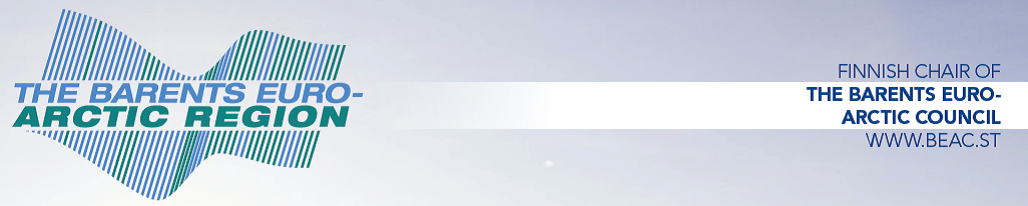 THE BARENTS EURO-
ARCTIC REGION
FINNISH CHAIR OF
THE BARENTS EURO-
ARCTIC COUNCIL
WWW.BEAC.ST